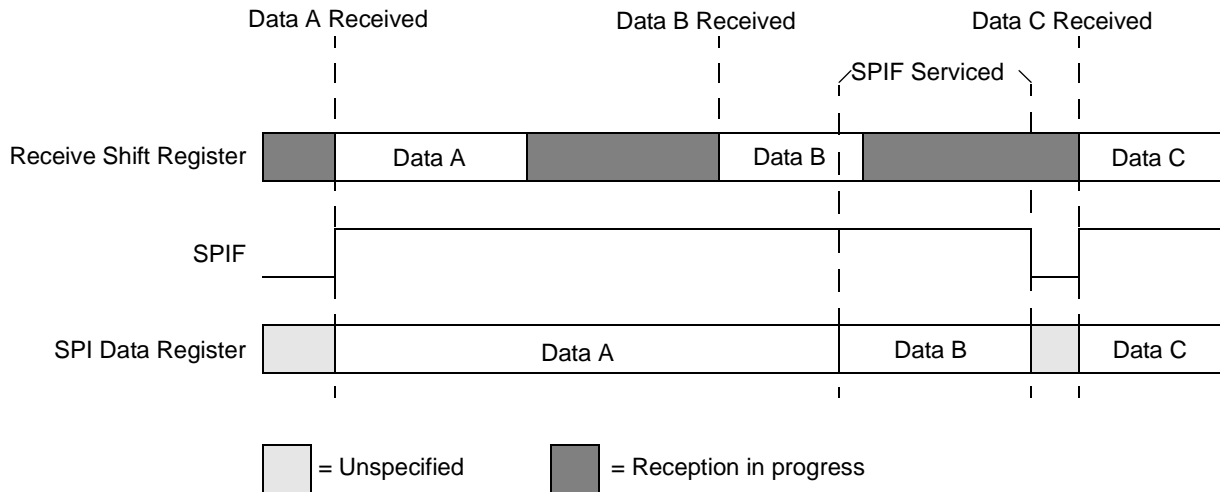 Data A Received
Data B Received
Data C Received
SPIF Serviced
Receive Shift Register
Data A
Data B
Data C
SPIF
SPI Data Register
Data A
Data B
Data C
= Unspecified
= Reception in progress